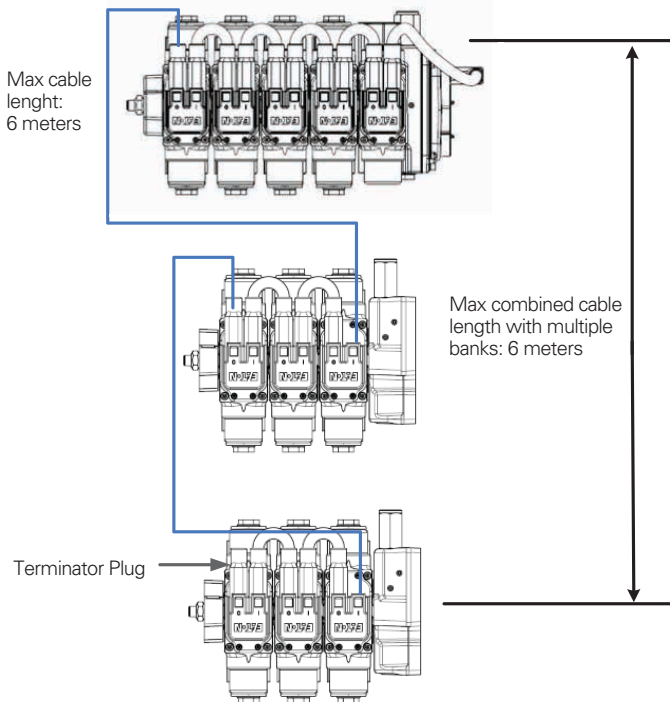 Max cable
lenght:
6 meters
Max combined cable
length with multiple
banks: 6 meters
Terminator Plug